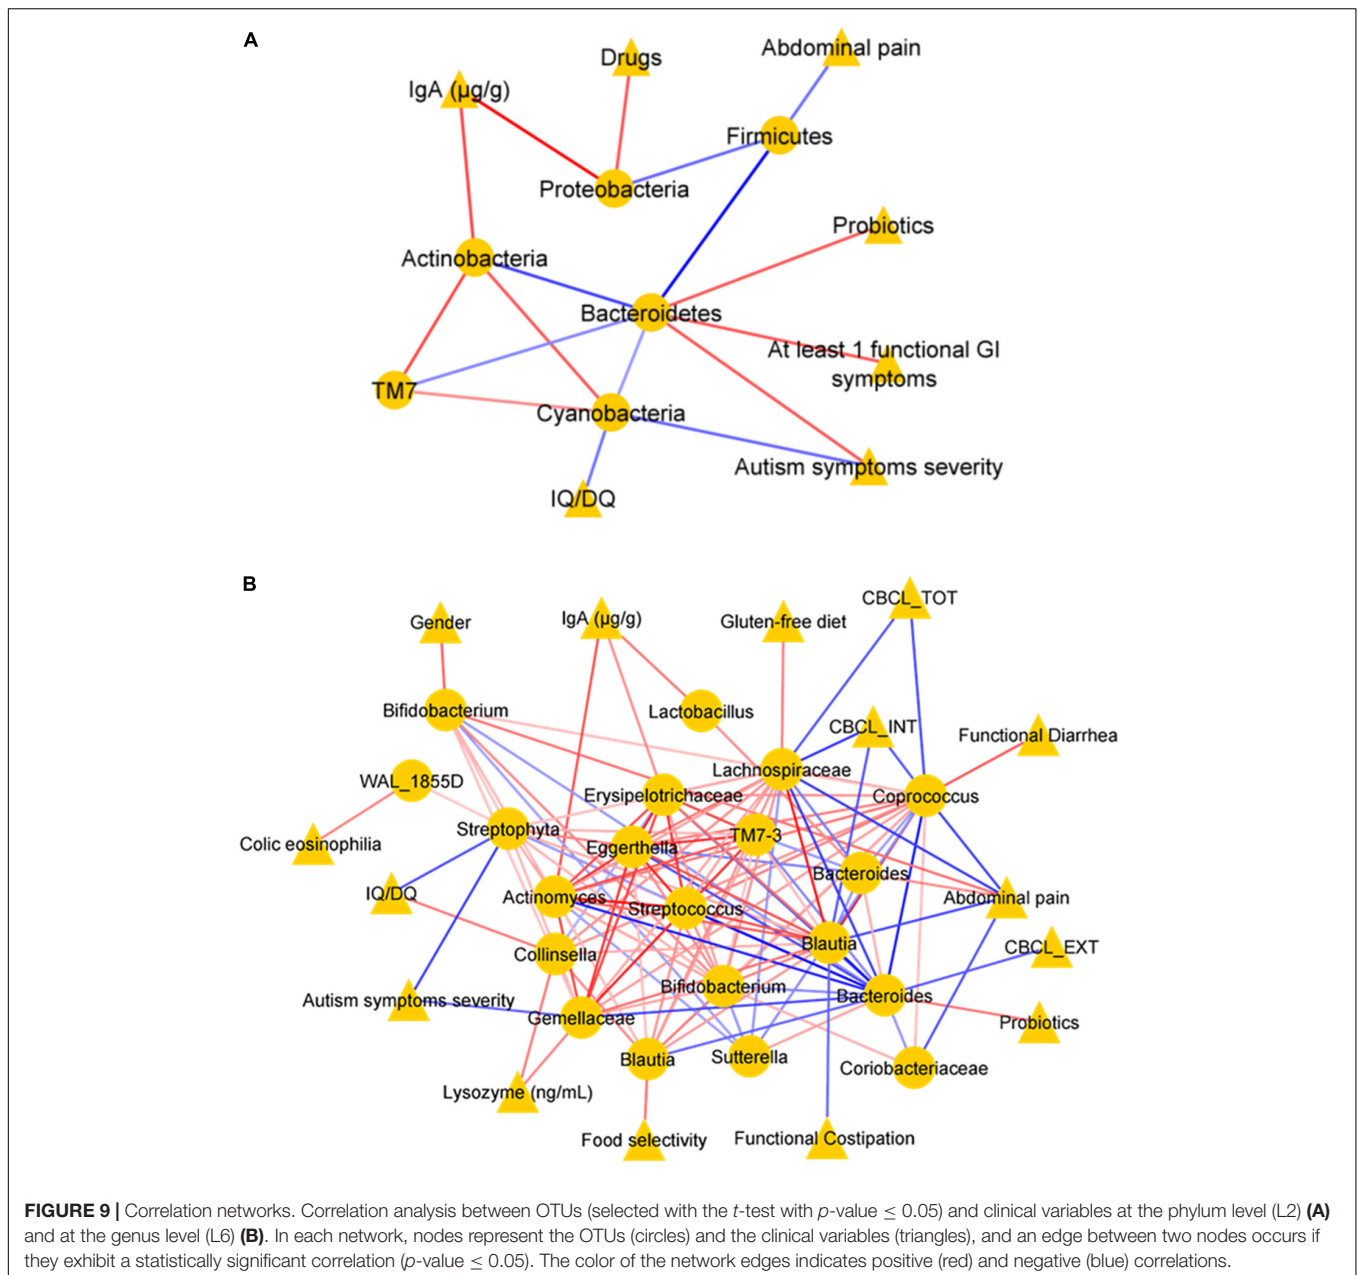 A
Drugs
Abdominal pain
IgA (µg/g)
Firmicutes
Proteobacteria
Probiotics
Actinobacteria
Bacteroidetes
At least 1 functional GI
symptoms
TM7
Cyanobacteria
Autism symptoms severity
IQ/DQ
B
CBCL_TOT
Gender
IgA (µg/g)
Gluten-free diet
Bifidobacterium
Lactobacillus
CBCL_INT
Functional Diarrhea
Lachnospiraceae
WAL_1855D
Erysipelotrichaceae
Coprococcus
Streptophyta
TM7-3
Colic eosinophilia
Eggerthella
Bacteroides
IQ/DQ
Actinomyces
Streptococcus
Abdominal pain
Blautia
CBCL_EXT
Collinsella
Bifidobacterium
Bacteroides
Autism symptoms severity
Gemellaceae
Probiotics
Blautia
Sutterella
Coriobacteriaceae
Lysozyme (ng/mL)
Food selectivity
Functional Costipation
FIGURE 9 | Correlation networks. Correlation analysis between OTUs (selected with the t-test with p-value ≤ 0.05) and clinical variables at the phylum level (L2) (A)
and at the genus level (L6) (B). In each network, nodes represent the OTUs (circles) and the clinical variables (triangles), and an edge between two nodes occurs if
they exhibit a statistically significant correlation (p-value ≤ 0.05). The color of the network edges indicates positive (red) and negative (blue) correlations.